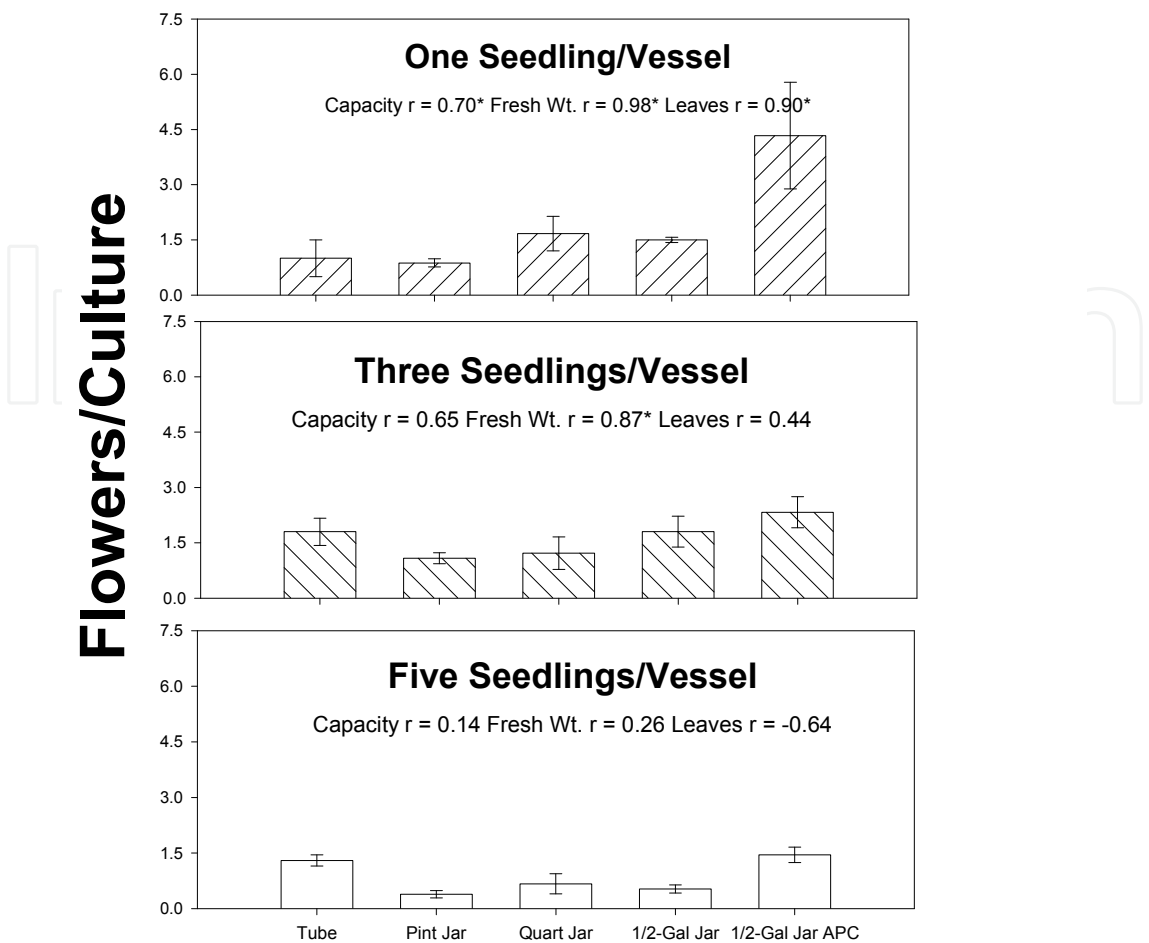 Flowers/Culture
7.5
One Seedling/Vessel
6.0
Capacity r = 0.70* Fresh Wt. r = 0.98* Leaves r = 0.90*
4.5
3.0
1.5
0.0
7.5
Three Seedlings/Vessel
6.0
Capacity r = 0.65 Fresh Wt. r = 0.87* Leaves r = 0.44
4.5
3.0
1.5
0.0
7.5
Five Seedlings/Vessel
6.0
Capacity r = 0.14 Fresh Wt. r = 0.26 Leaves r = -0.64
4.5
3.0
1.5
0.0
Tube Pint Jar Quart Jar 1/2-Gal Jar 1/2-Gal Jar APC